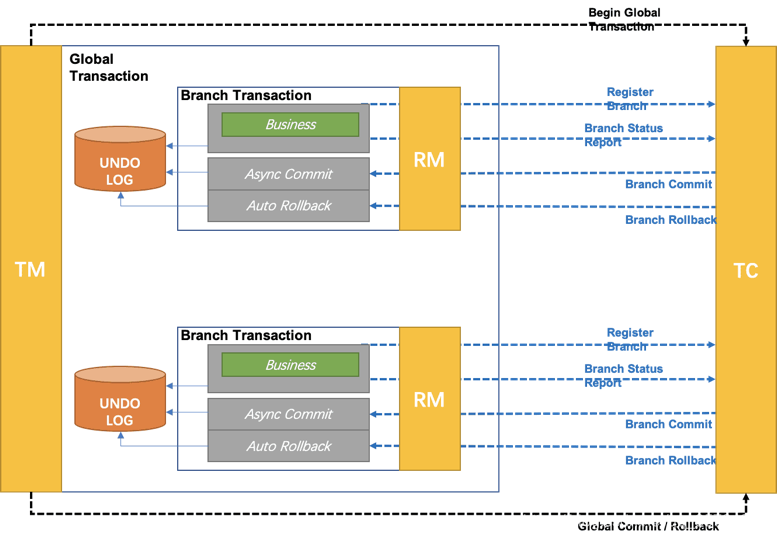 Begin Global
Transaction
TM
Global
Transaction
Branch Transaction
Business
UNDO
LOG
Async Commit
Auto Rollback
RM
Register
Branch
Branch Status
Report
Branch Commit
Branch Rollback
TC
Branch Transaction
Business
UNDO
LOG
Async Commit
Auto Rollback
RM
Register
Branch
Branch Status
Report
Branch Commit
Branch Rollback
Global Commit / Rollback